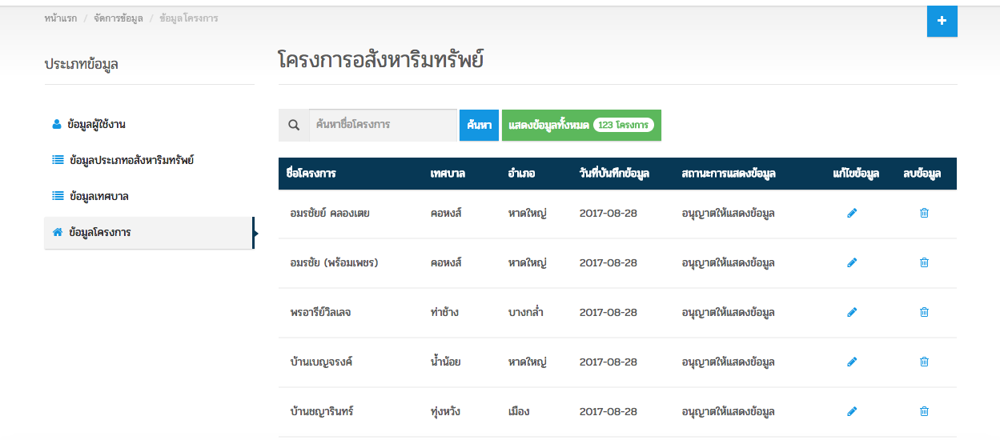 หน้าแรก / จัดการข้อมูล / ข้อมูลโครงการ
+
ประเภทข้อมูล
ข้อมูลผู้ใช้งาน
ข้อมูลประเภทอสังหาริมทรัพย์
ข้อมูลเทศบาล
ข้อมูลโครงการ
โครงการอสังหาริมทรัพย์
ค้นหาชื่อโครงการ ค้นหา แสดงข้อมูลทั้งหมด 123 โครงการ
ชื่อโครงการ เทศบาล อำเภอ วันที่บันทึกข้อมูล สถานะการแสดงข้อมูล แก้ไขข้อมูล ลบข้อมูล
อมรชัยย์ คลองเตย คอหงส์ หาดใหญ่ 2017-08-28 อนุญาตให้แสดงข้อมูล
อมรชัย (พร้อมเพชร) คอหงส์ หาดใหญ่ 2017-08-28 อนุญาตให้แสดงข้อมูล
พรอารีย์วิลเลจ ท่าช้าง บางกล่ำ 2017-08-28 อนุญาตให้แสดงข้อมูล
บ้านเบญจรงค์ น้ำน้อย หาดใหญ่ 2017-08-28 อนุญาตให้แสดงข้อมูล
บ้านชญารินทร์ ทุ่งหวัง เมือง 2017-08-28 อนุญาตให้แสดงข้อมูล